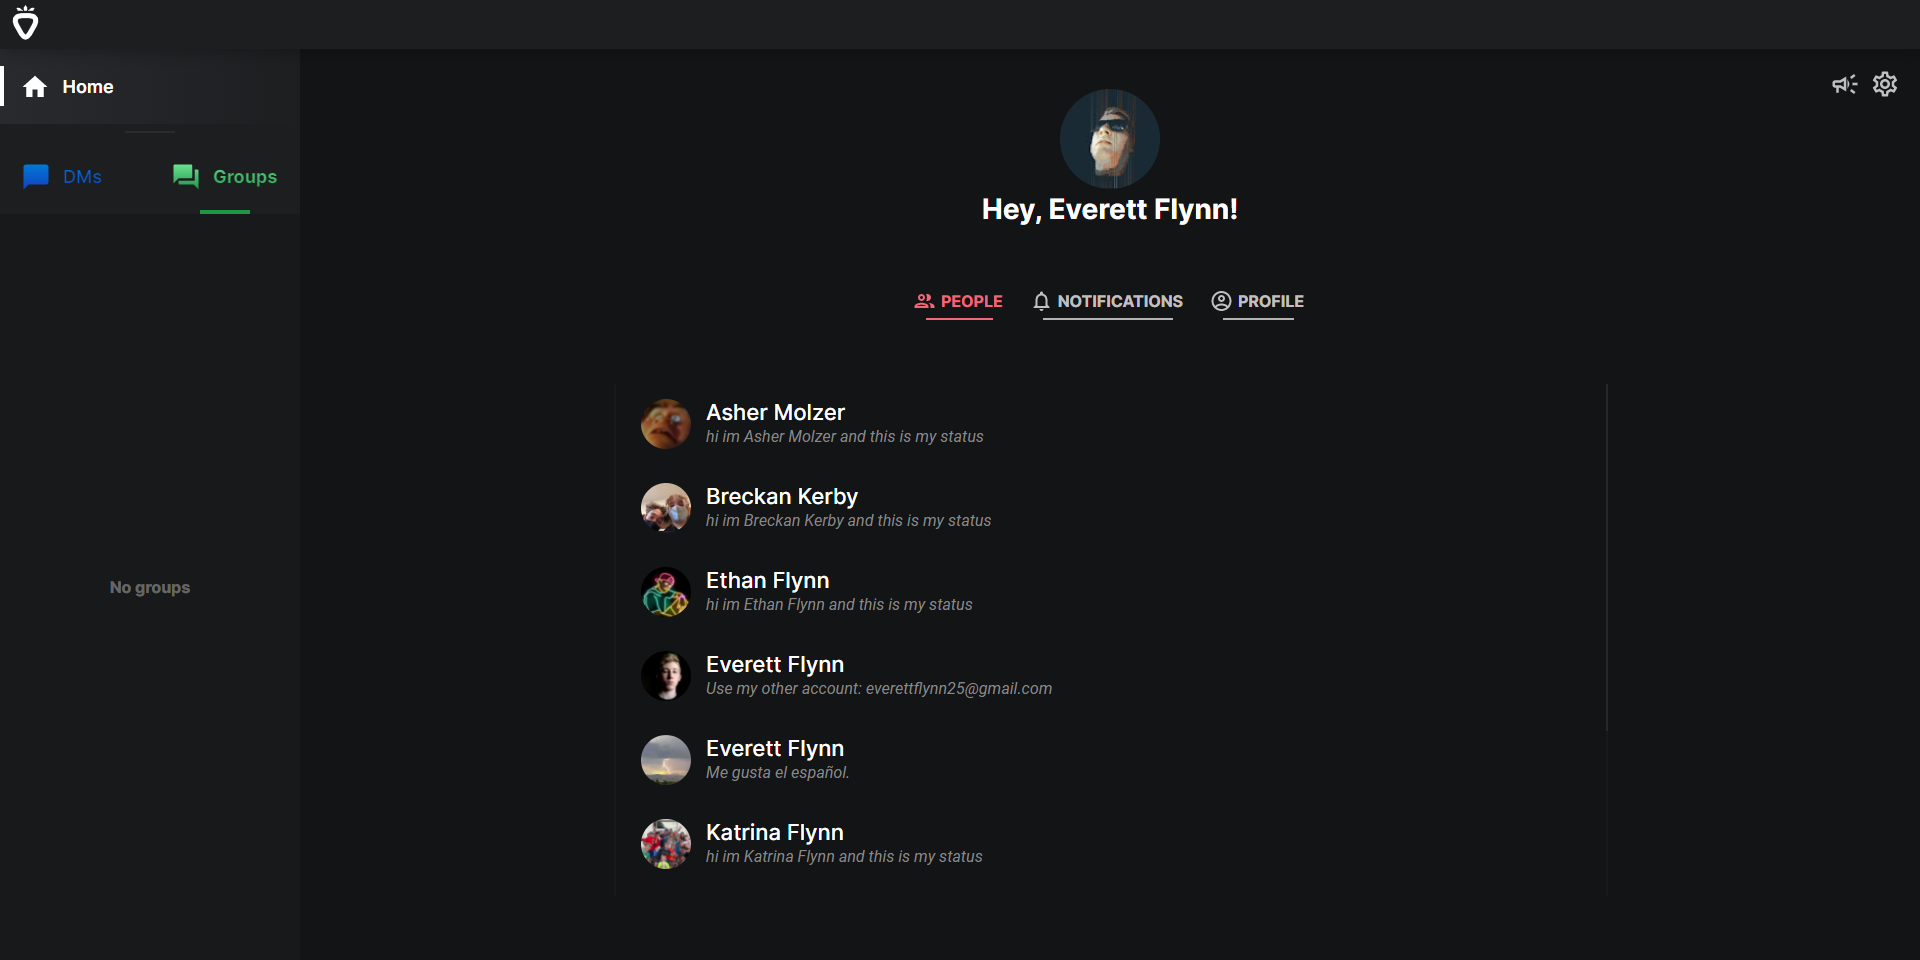 Home
DMs
Groups
No groups
Hey, Everett Flynn!
PEOPLE
NOTIFICATIONS
PROFILE
Asher Molzer
hi im Asher Molzer and this is my status
Breckan Kerby
hi im Breckan Kerby and this is my status
Ethan Flynn
hi im Ethan Flynn and this is my status
Everett Flynn
Use my other account: everettflynn25@gmail.com
Everett Flynn
Me gusta el español.
Katrina Flynn
hi im Katrina Flynn and this is my status